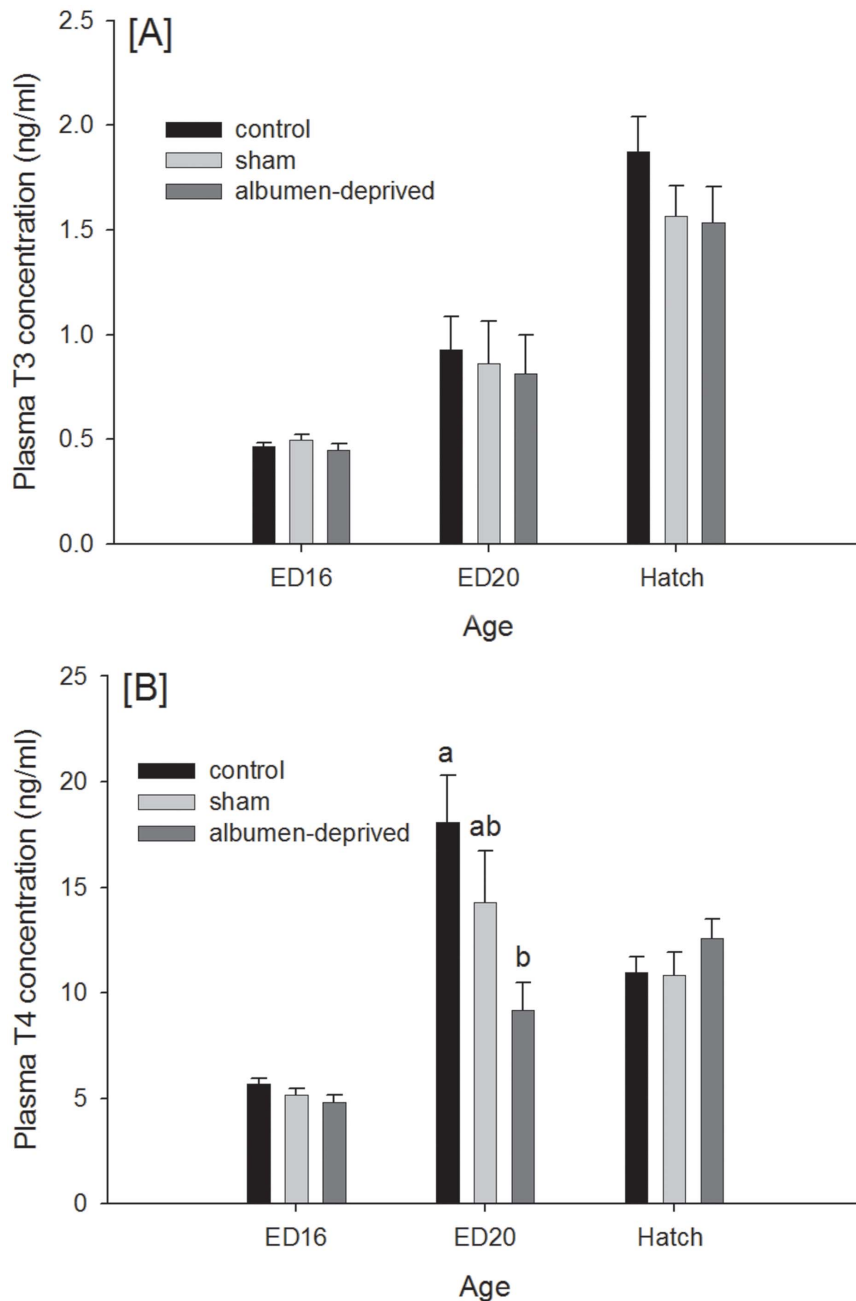 [A]
Plasma T3 concentration (ng/ml)
2.5
2.0
1.5
1.0
0.5
0.0
control
sham
albumen-deprived
ED16 ED20 Hatch
Age
[B]
Plasma T4 concentration (ng/ml)
25
20
15
10
5
0
control
sham
albumen-deprived
a
ab
b
ED16 ED20 Hatch
Age